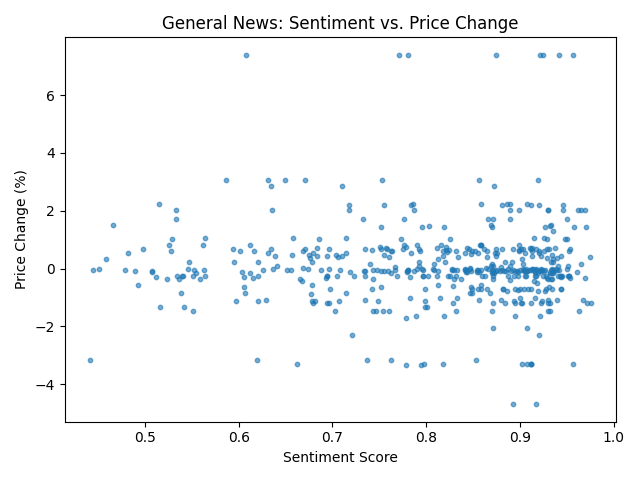 General News: Sentiment vs. Price Change
Price Change (%)
6
4
2
0
−2
−4
0.5 0.6 0.7 0.8 0.9 1.0
Sentiment Score